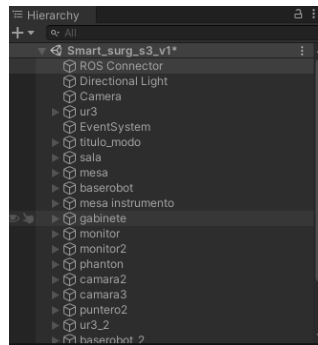 Hierarchy
All
Smart_surg_s3_v1*
ROS Connector
Directional Light
Camera
ur3
EventSystem
titulo_modo
sala
mesa
baserobot
mesa instrumento
gabinete
monitor
monitor2
phanton
camara2
camara3
puntero2
ur3_2
baserobot_2